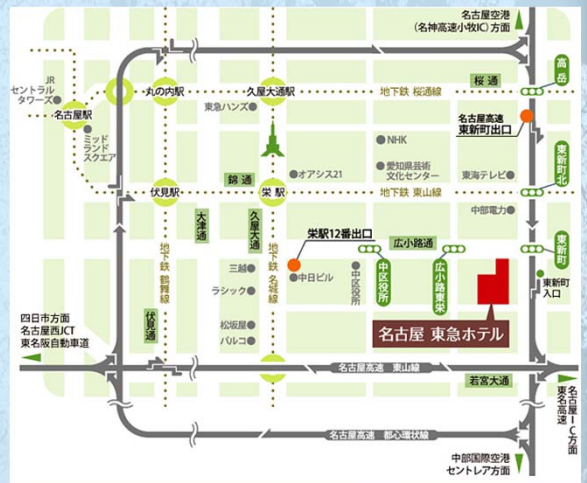 名古屋空港
(名神高速小牧IC)方面
高岳
JR
セントラル
タワーズ
丸の内駅
久屋大通駅
桜通
地下鉄 桜通線
東急ハンズ
名古屋駅
ミッド
ランド
スクエア
名古屋高速
東新町出口
NHK
愛知県芸術
文化センター
オアシス21
東海テレビ
東新町北
錦通
伏見駅
栄駅
地下鉄 東山線
中部電力
大津通
久屋大通
栄駅12番出口
広小路通
東新町
地下鉄 鶴舞線
地下鉄 名城線
三越
中日ビル
中区役所
中区役所
広小路東栄
ラシック
東新町
入口
伏見通
松坂屋
パルコ
名古屋 東急ホテル
四日市方面
名古屋西JCT
東名阪自動車道
名古屋高速 東山線
若宮大通
名古屋IC方面
東名高速
名古屋高速 都心環状線
中部国際空港
セントレア方面